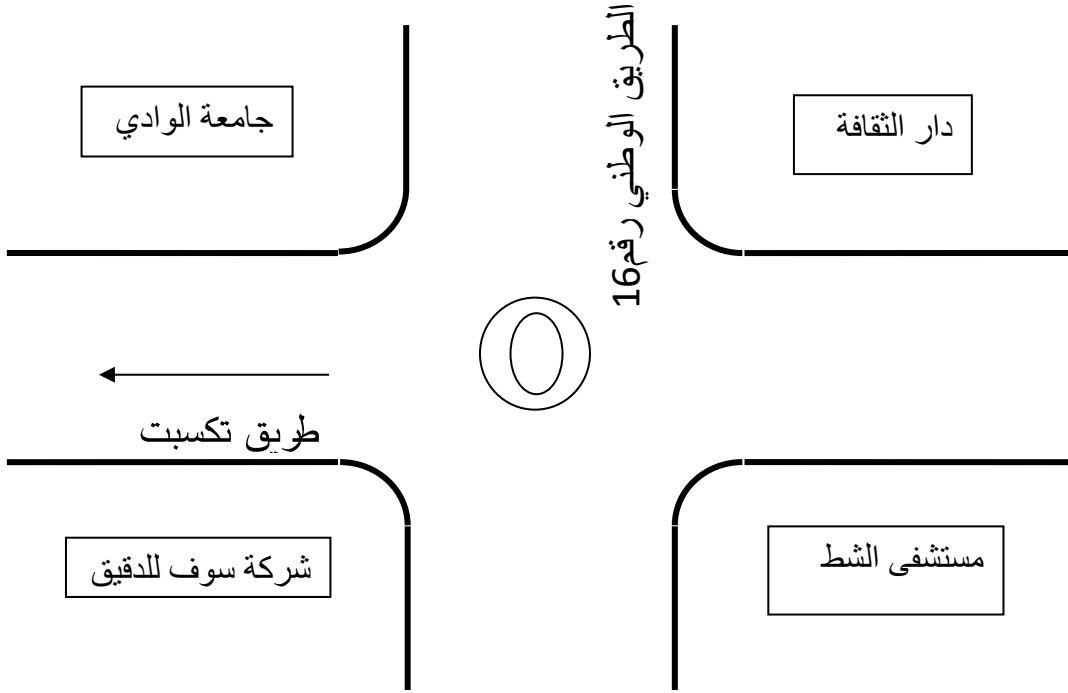 دار الثقافة
الطريق الوطني رقم16
جامعة الوادي
طريق تكسبت
مستشفى الشط
شركة سوف للدقيق